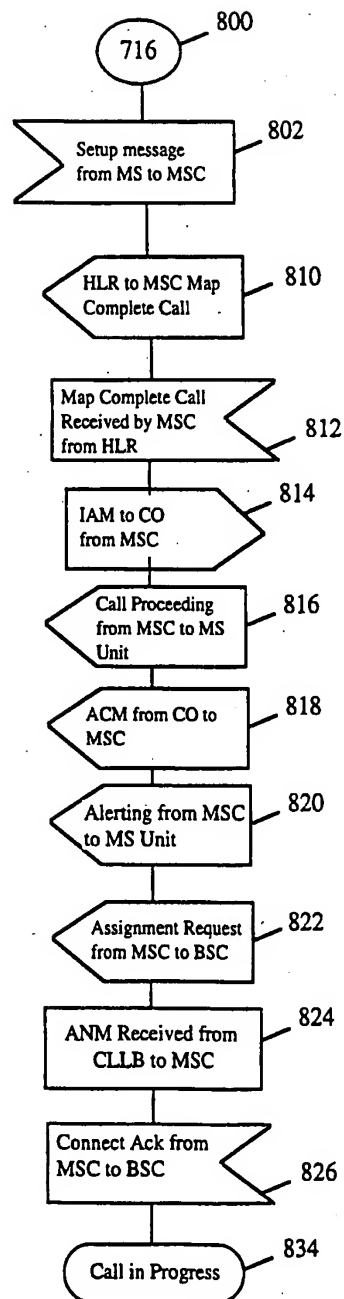 800
716
802
Setup message
from MS to MSC
810
HLR to MSC Map
Complete Call
Map Complete Call
Received by MSC
from HLR
812
814
IAM to CO
from MSC
816
Call Proceeding
from MSC to MS
Unit
818
ACM from CO to
MSC
820
Alerting from MSC
to MS Unit
822
Assignment Request
from MSC to BSC
824
ANM Received from
CLLB to MSC
Connect Ack from
MSC to BSC
826
834
Call in Progress